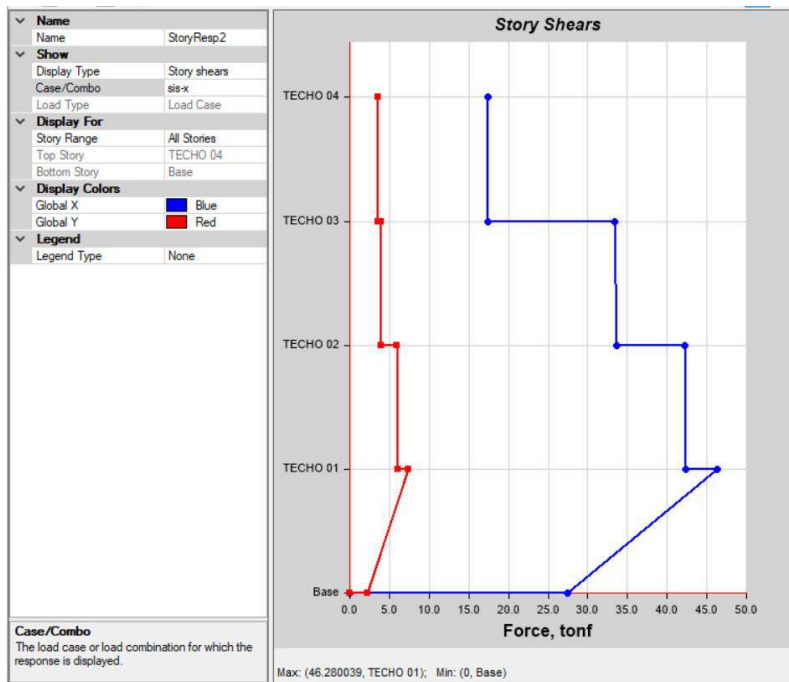 Name
Name StoryResp2
Show
Display Type Story shears
Case/Combo sis-x
Load Type Load Case
Display For
Story Range All Stories
Top Story TECHO 04
Bottom Story Base
Display Colors
Global X Blue
Global Y Red
Legend
Legend Type None
Case/Combo
The load case or load combination for which the
response is displayed.
Story Shears
TECHO 04
TECHO 03
TECHO 02
TECHO 01
Base
0.0 5.0 10.0 15.0 20.0 25.0 30.0 35.0 40.0 45.0 50.0
Force, tonf
Max: (46.280039, TECHO 01); Min: (0, Base)